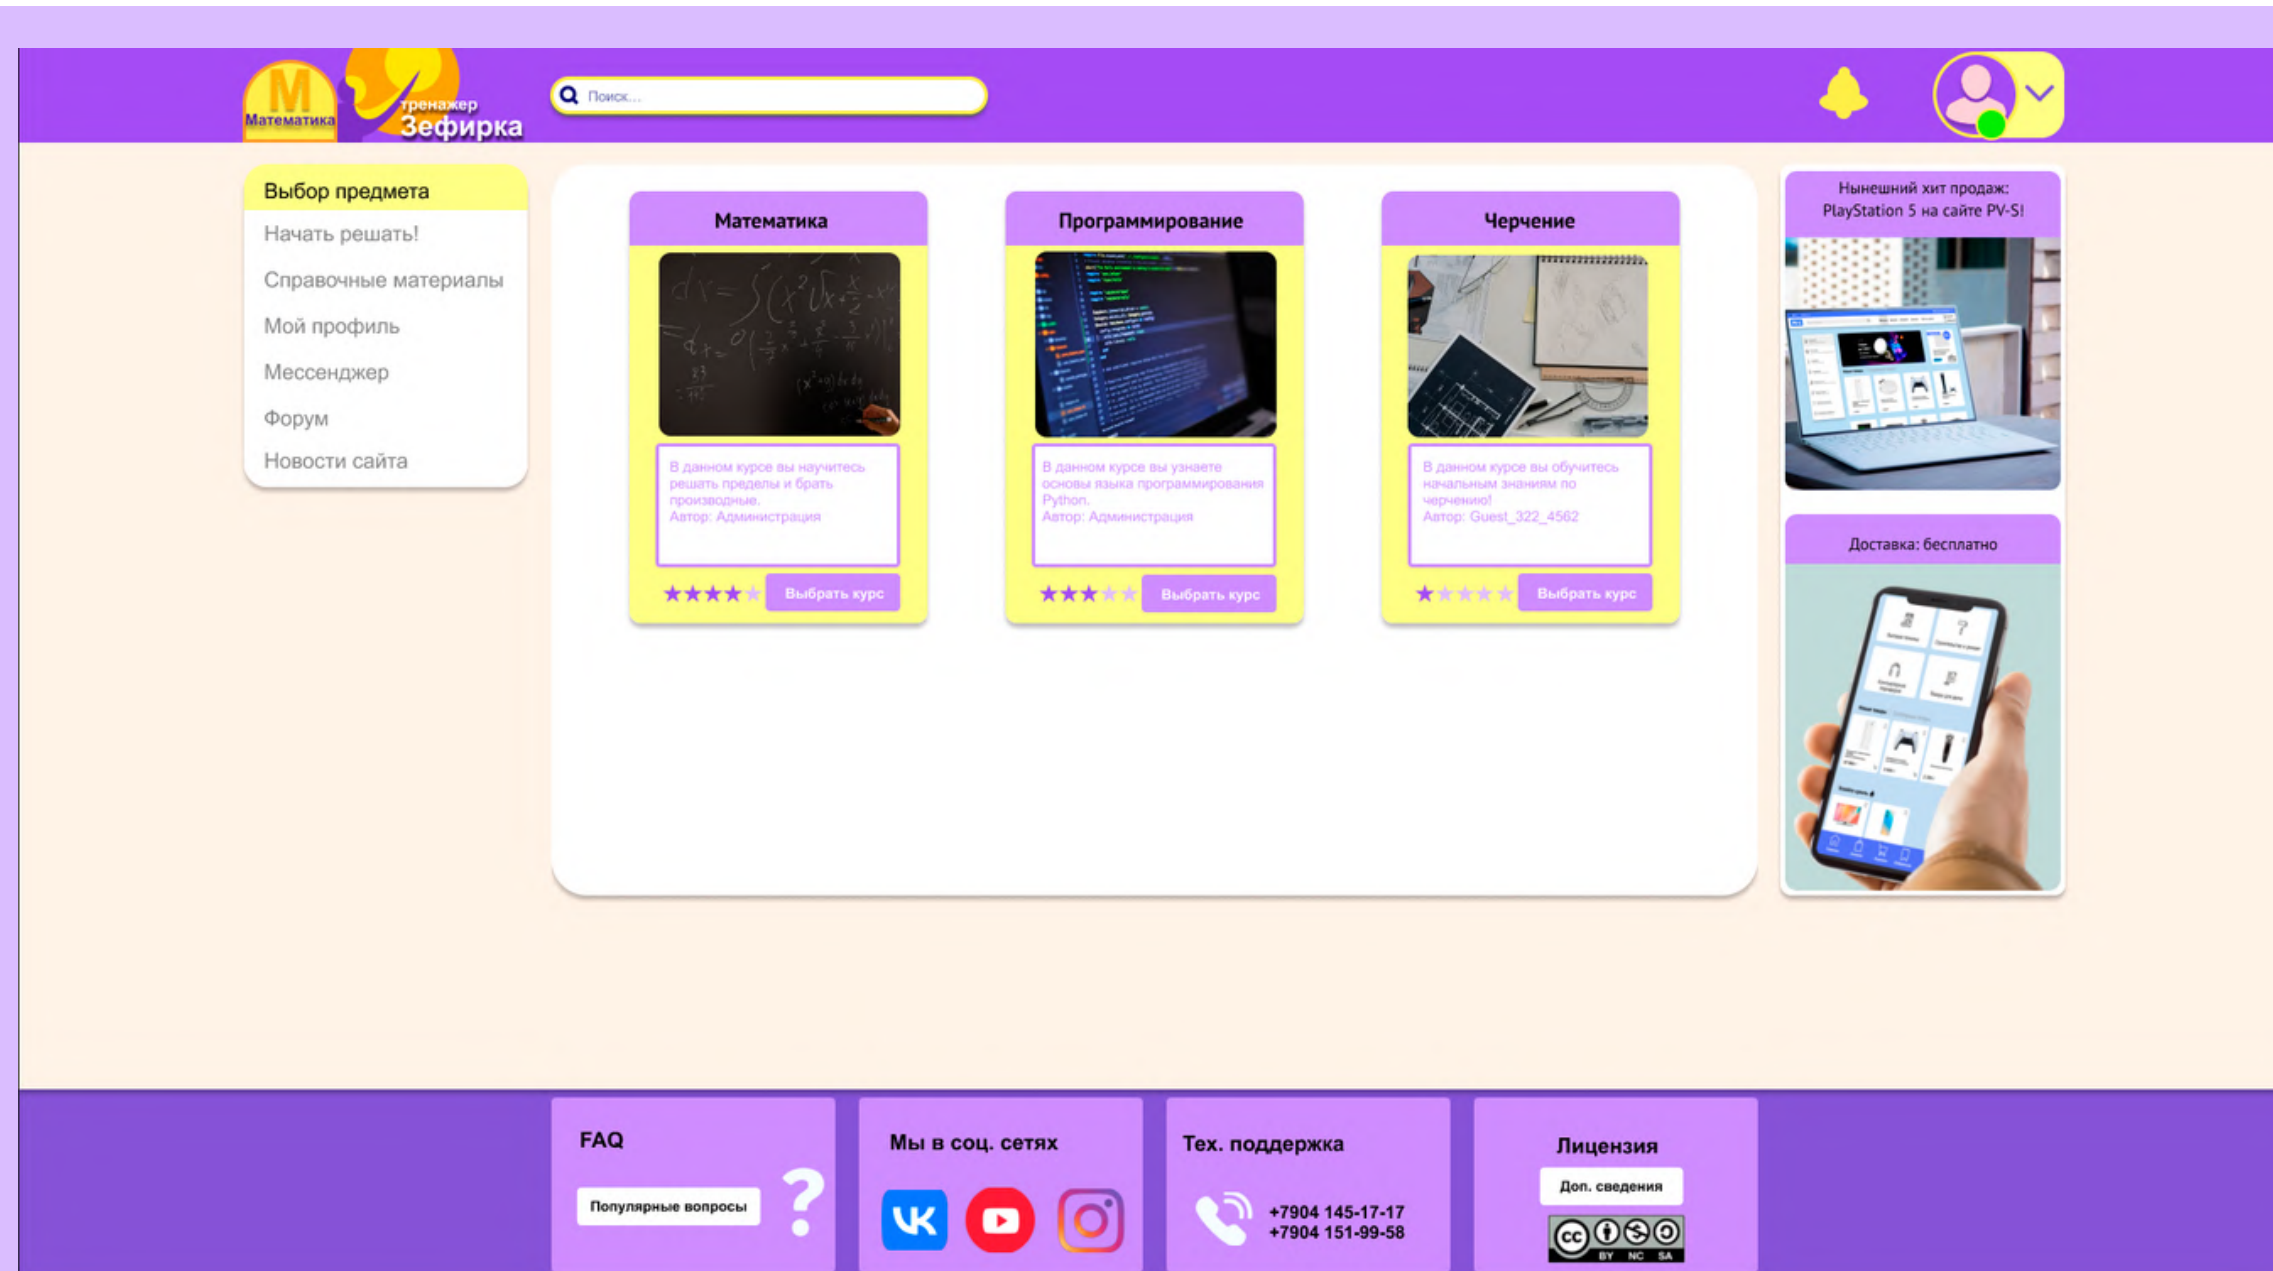 М
Математика
тренажер
Зефирка
Поиск...
Выбор предмета
Начать решать!
Справочные материалы
Мой профиль
Мессенджер
Форум
Новости сайта
Математика
В данном курсе вы научитесь
решать пределы и брать
производные.
Автор: Администрация
Выбрать курс
Программирование
В данном курсе вы узнаете
основы языка программирования
Python.
Автор: Администрация
Выбрать курс
Черчение
В данном курсе вы обучитесь
начальным знаниям по
черчению!
Автор: Guest_322_4562
Выбрать курс
Нынешний хит продаж:
PlayStation 5 на сайте PV-S!
Доставка: бесплатно
FAQ
Популярные вопросы
?
Мы в соц. сетях
Тех. поддержка
+7904 145-17-17
+7904 151-99-58
Лицензия
Доп. сведения
cc
BY NC SA